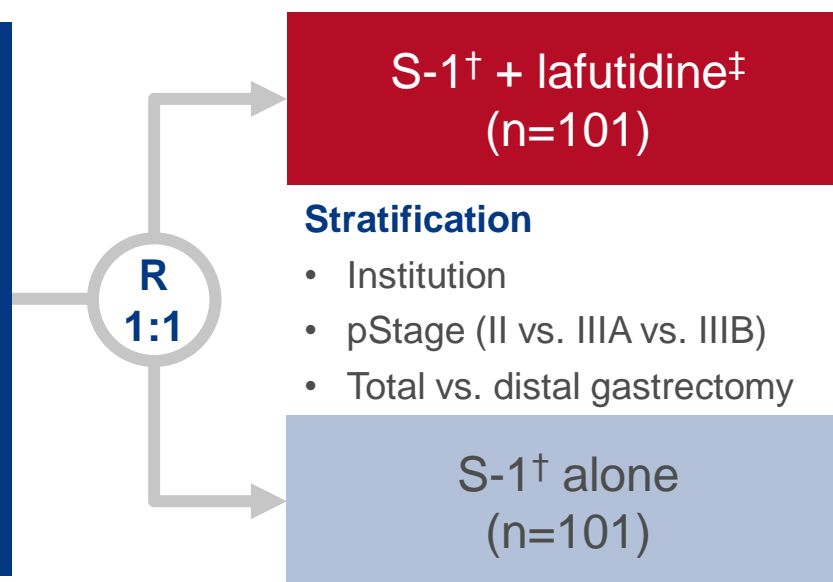 S-1† + lafutidine‡
(n=101)
R
1:1
Stratification
• Institution
• pStage (II vs. IIIA vs. IIIB)
• Total vs. distal gastrectomy
S-1† alone
(n=101)